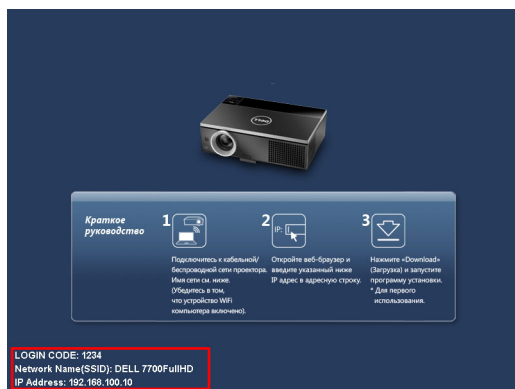 DELL
Краткое
руководство
1
Подключитесь к кабельной/
беспроводной сети проектора.
Имя сети см. ниже.
(Убедитесь в том,
что устройство WiFi
компьютера включено).
2
IP:
Откройте веб-браузер и
введите указанный ниже
IP адрес в адресную строку.
3
Нажмите «Download»
(Загрузка) и запустите
программу установки.
* Для первого
использования.
LOGIN CODE: 1234
Network Name(SSID): DELL 7700FullHD
IP Address: 192.168.100.10